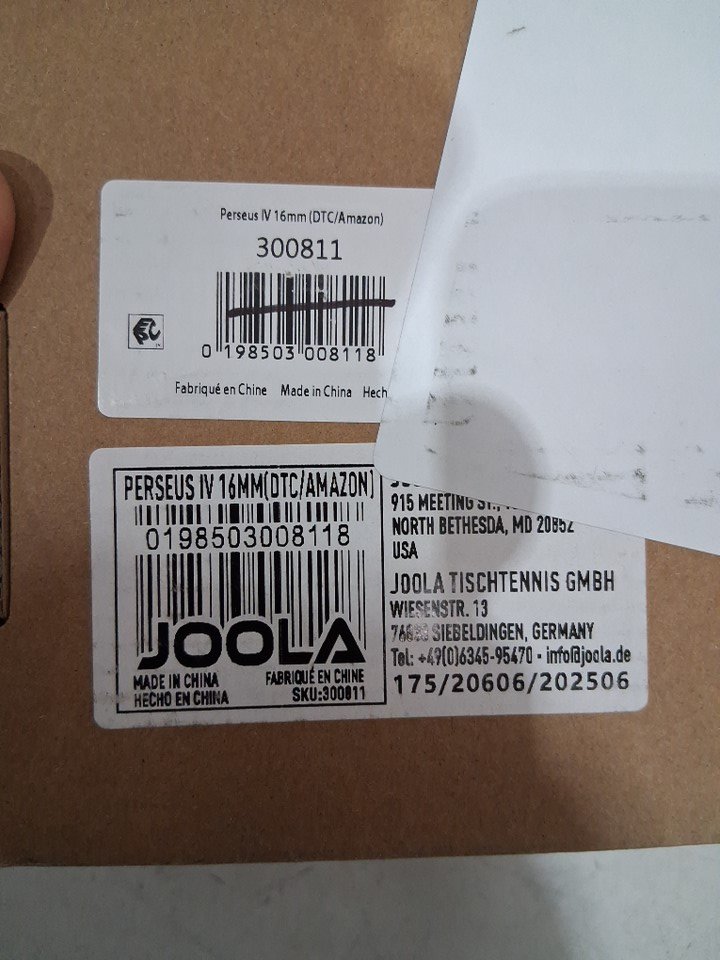 Perseus IV 16mm (DTC/Amazon)
300811
0 198503 008118
Fabriqué en Chine Made in China Hech
PERSEUS IV 16MM(DTC/AMAZON)
0198503008118
JOOLA
MADE IN CHINA FABRIQUÉ EN CHINE
HECHO EN CHINA SKU:300811
915 MEETING ST.,
NORTH BETHESDA, MD 20852
USA
JOOLA TISCHTENNIS GMBH
WIESENSTR. 13
SIEBELDINGEN, GERMANY
Tel: +49(0)6345-95470 - info@joola.de
175/20606/202506